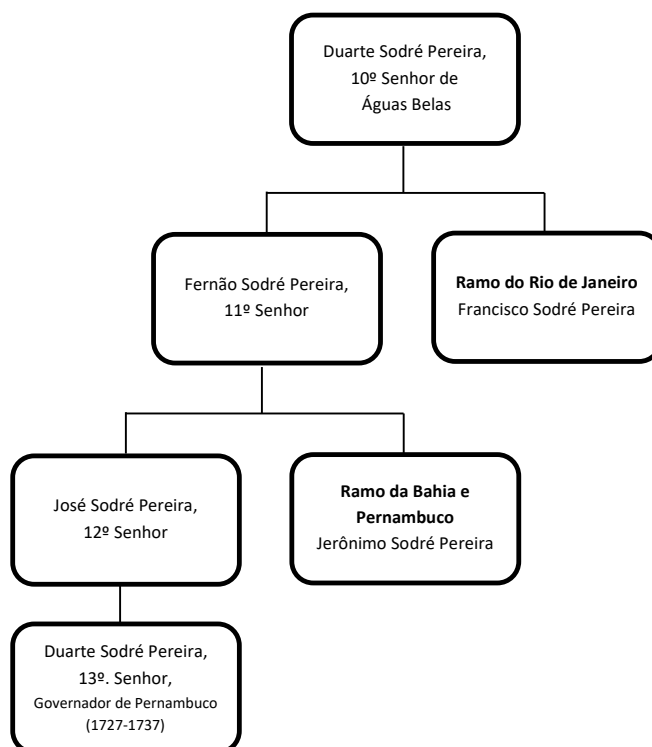 Duarte Sodré Pereira,
10º Senhor de
Águas Belas
Fernão Sodré Pereira,
11º Senhor
Ramo do Rio de Janeiro
Francisco Sodré Pereira
José Sodré Pereira,
12º Senhor
Ramo da Bahia e
Pernambuco
Jerônimo Sodré Pereira
Duarte Sodré Pereira,
13º. Senhor,
Governador de Pernambuco
(1727-1737)